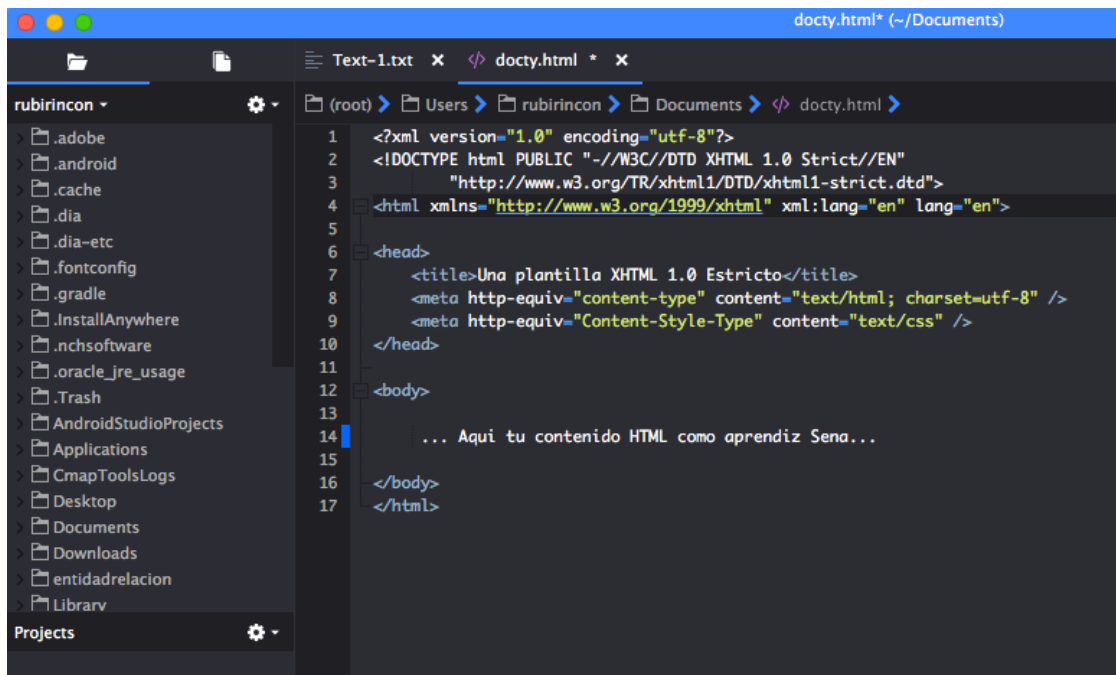 docty.html* (~/Documents)
Text-1.txt × </> docty.html * ×
rubirincon
(root) > Users > rubirincon > Documents > </> docty.html >
.adobe
.android
.cache
.dia
.dia-etc
.fontconfig
.gradle
.InstallAnywhere
.nchsoftware
.oracle_jre_usage
.Trash
AndroidStudioProjects
Applications
CmapToolsLogs
Desktop
Documents
Downloads
entidadrelacion
Library
Projects
1 <?xml version="1.0" encoding="utf-8"?>
2 <!DOCTYPE html PUBLIC "-//W3C//DTD XHTML 1.0 Strict//EN"
3 "http://www.w3.org/TR/xhtml1/DTD/xhtml1-strict.dtd">
4 <html xmlns="http://www.w3.org/1999/xhtml" xml:lang="en" lang="en">
5
6 <head>
7 <title>Una plantilla XHTML 1.0 Estricto</title>
8 <meta http-equiv="content-type" content="text/html; charset=utf-8" />
9 <meta http-equiv="Content-Style-Type" content="text/css" />
10 </head>
11
12 <body>
13
14 ... Aqui tu contenido HTML como aprendiz Sena...
15
16 </body>
17 </html>